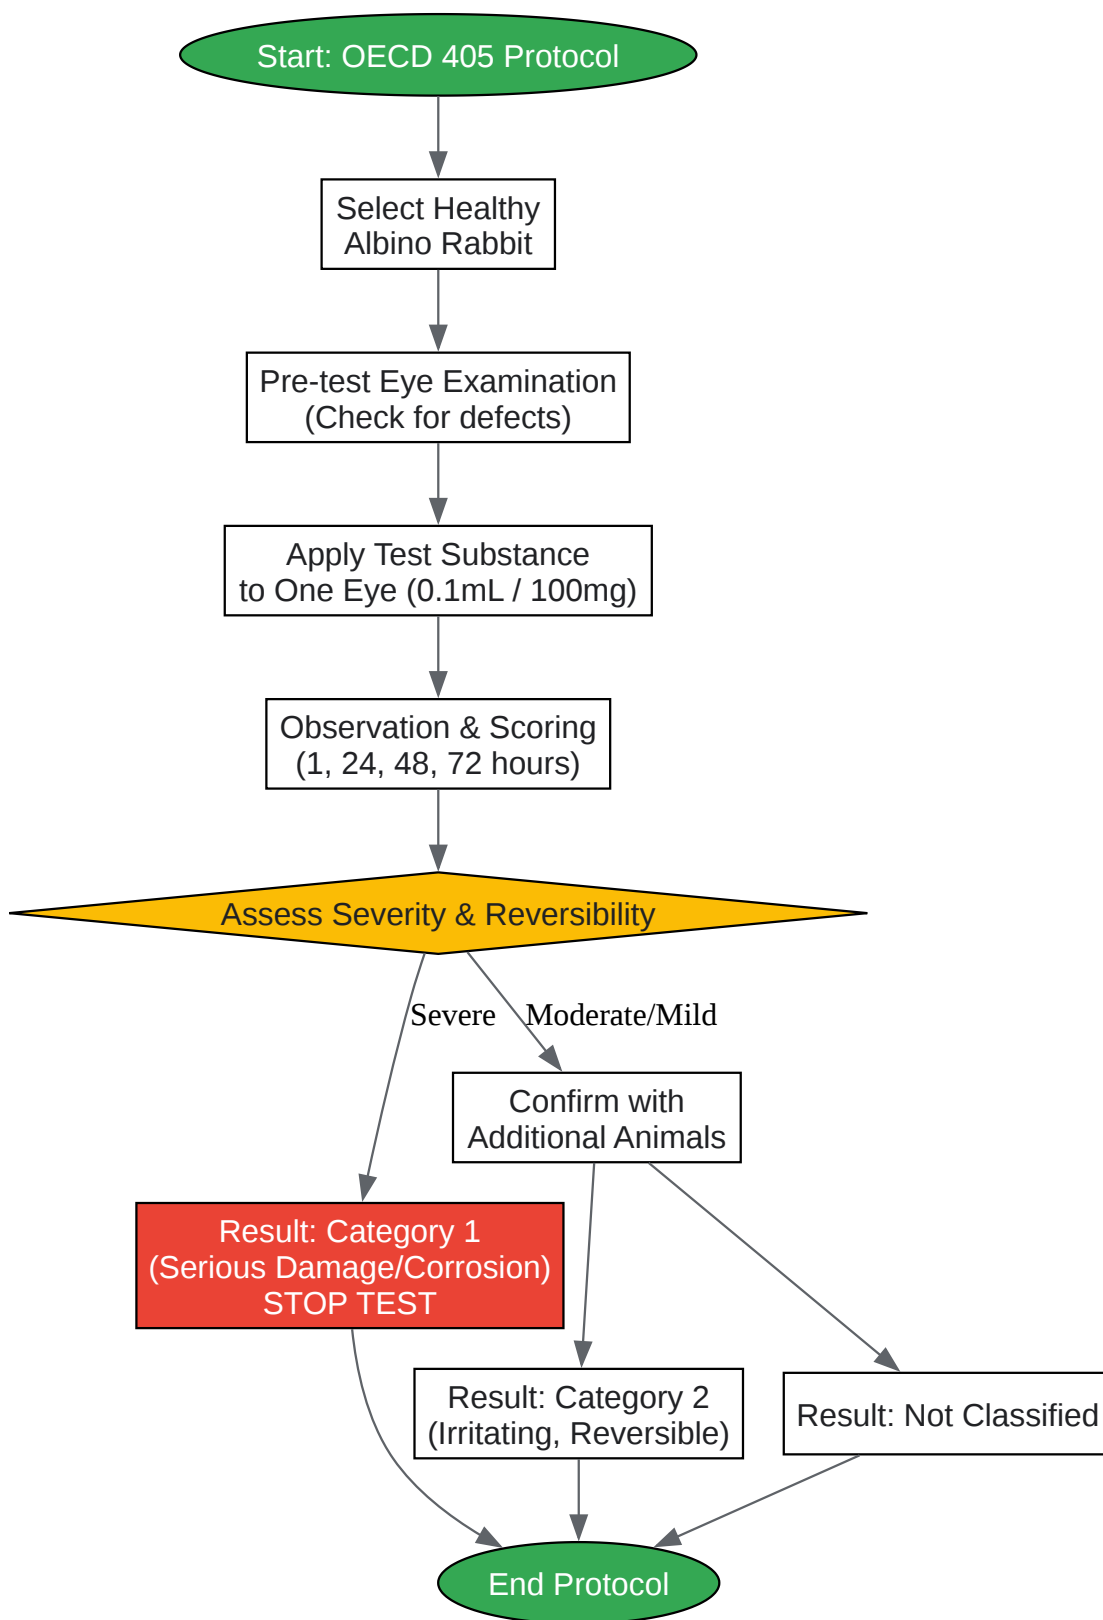 Start: OECD 405 Protocol
Select Healthy
Albino Rabbit
Pre-test Eye Examination
(Check for defects)
Apply Test Substance
to One Eye (0.1mL / 100mg)
Observation & Scoring
(1, 24, 48, 72 hours)
Assess Severity & Reversibility
Severe
Moderate/Mild
Confirm with
Additional Animals
Result: Category 1
(Serious Damage/Corrosion)
STOP TEST
Result: Category 2
(Irritating, Reversible)
Result: Not Classified
End Protocol